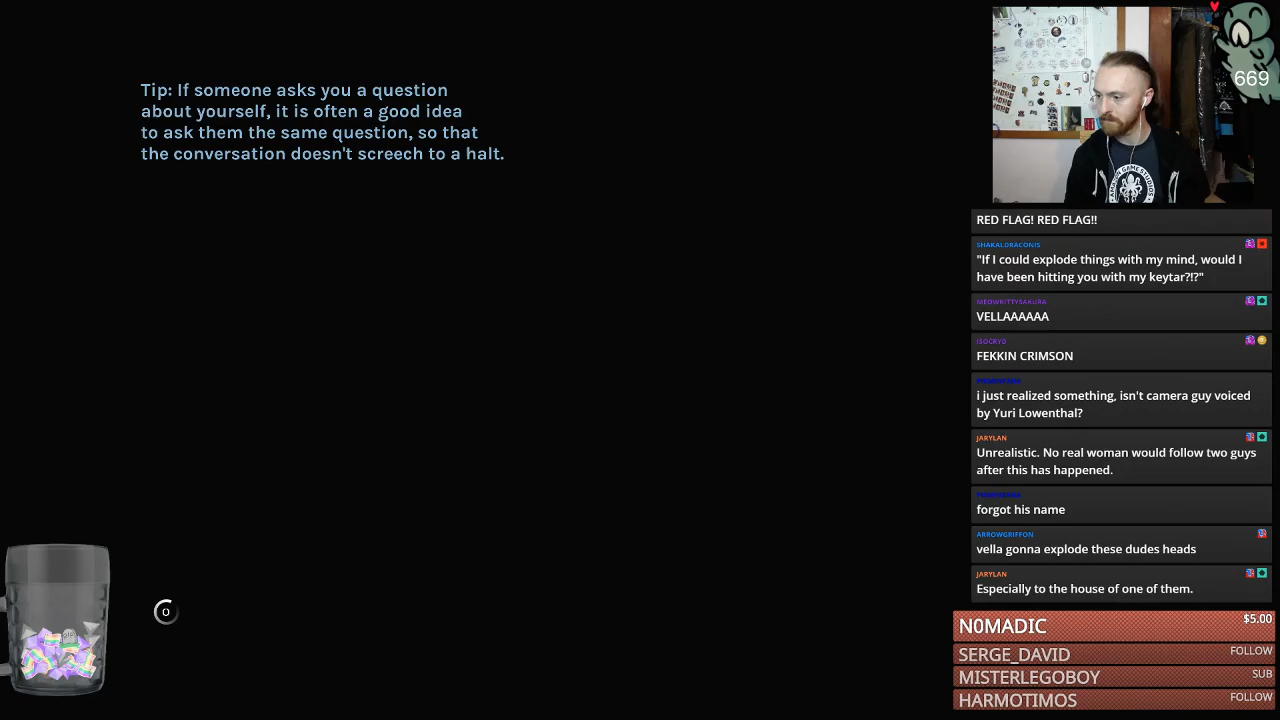 Tip: If someone asks you a question
about yourself, it is often a good idea
to ask them the same question, so that
the conversation doesn't screech to a halt.
669
RED FLAG! RED FLAG!!
SHAKALDRACONIS
"If I could explode things with my mind, would I
have been hitting you with my keytar?!?"
MEOWKITTYSAKURA
VELLAAAAAA
ISOCRYD
FEKKIN CRIMSON
i just realized something, isn't camera guy voiced
by Yuri Lowenthal?
JARYLAN
Unrealistic. No real woman would follow two guys
after this has happened.
forgot his name
ARROWGRIFFON
vella gonna explode these dudes heads
JARYLAN
Especially to the house of one of them.
N0MADIC $5.00
SERGE_DAVID FOLLOW
MISTERLEGOBOY SUB
HARMOTIMOS FOLLOW
0